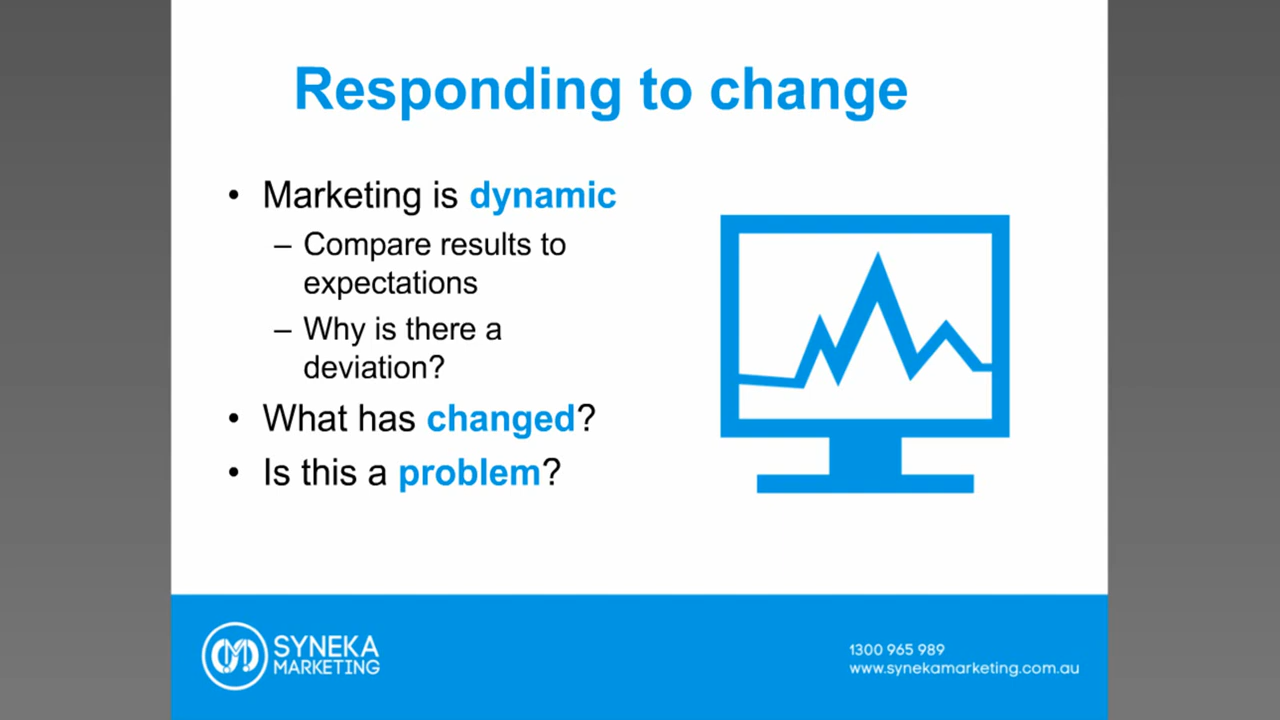 Responding to change
• Marketing is dynamic
– Compare results to
expectations
– Why is there a
deviation?
• What has changed?
• Is this a problem?
SYNEKA
MARKETING
1300 965 989
www.synekamarketing.com.au